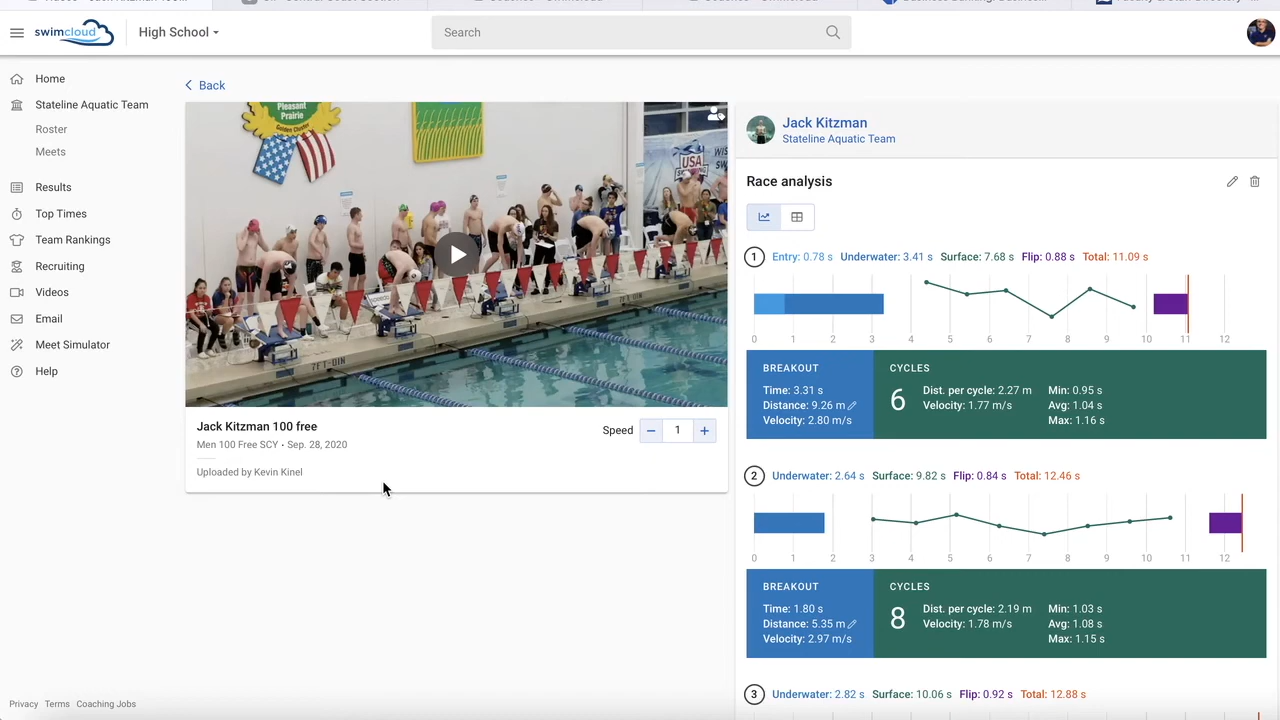 swimcloud
High School
Search
Home
Stateline Aquatic Team
Roster
Meets
Results
Top Times
Team Rankings
Recruiting
Videos
Email
Meet Simulator
Help
Privacy Terms Coaching Jobs
Back
PLEASANT
PRAIRIE
USA
Jack Kitzman 100 free
Men 100 Free SCY • Sep. 28, 2020
Uploaded by Kevin Kinel
Speed 1
Jack Kitzman
Stateline Aquatic Team
Race analysis
1 Entry: 0.78 s Underwater: 3.41 s Surface: 7.68 s Flip: 0.88 s Total: 11.09 s
0 1 2 3 4 5 6 7 8 9 10 11 12
BREAKOUT
Time: 3.31 s
Distance: 9.26 m
Velocity: 2.80 m/s
CYCLES
6
Dist. per cycle: 2.27 m
Velocity: 1.77 m/s
Min: 0.95 s
Avg: 1.04 s
Max: 1.16 s
2 Underwater: 2.64 s Surface: 9.82 s Flip: 0.84 s Total: 12.46 s
0 1 2 3 4 5 6 7 8 9 10 11 12
BREAKOUT
Time: 1.80 s
Distance: 5.35 m
Velocity: 2.97 m/s
CYCLES
8
Dist. per cycle: 2.19 m
Velocity: 1.78 m/s
Min: 1.03 s
Avg: 1.08 s
Max: 1.15 s
3 Underwater: 2.82 s Surface: 10.06 s Flip: 0.92 s Total: 12.88 s